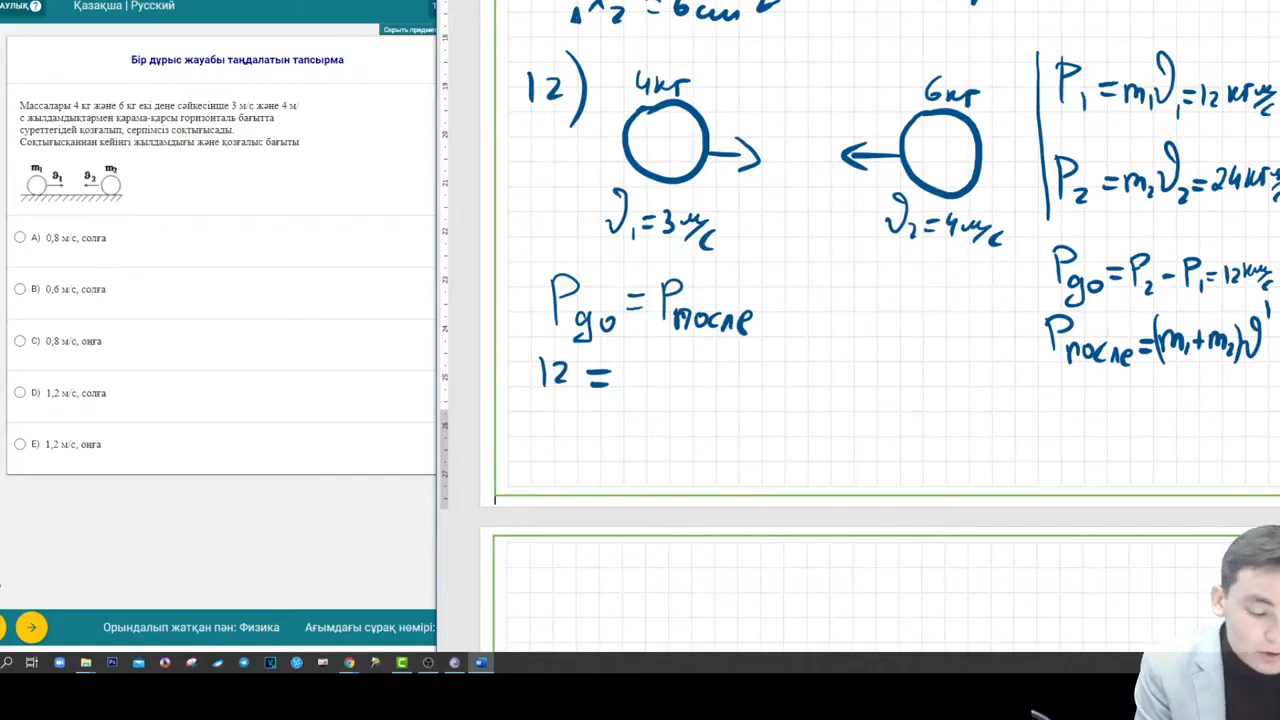 Қазақша | Русский
Скрыть
Бір дұрыс жауабы таңдалатын тапсырма
Массалары 4 кг және 6 кг екі дене сәйкесінше 3 м/с және 4 м/
с жылдамдықтармен қарама-қарсы горизонталь бағытта
суреттегідей қозғалып, серпімсіз соқтығысады.
Соқтығысқаннан кейінгі жылдамдығы және қозғалыс бағыты
m₁ ϑ₁ ϑ₂ m₂
A) 0,8 м/с, солға
B) 0,6 м/с, солға
C) 0,8 м/с, оңға
D) 1,2 м/с, солға
E) 1,2 м/с, оңға
Орындалып жатқан пән: Физика Ағымдағы сұрақ нөмірі:
12)
4кг
6кг
ϑ₁ = 3 м/с
ϑ₂ = 4 м/с
P₁ = m₁ϑ₁ = 12 кг м/с
P₂ = m₂ϑ₂ = 24 кг м/с
Pдо = P₂ - P₁ = 12 кг м/с
Pпосле = (m₁ + m₂)ϑ'
Pдо = Pпосле
12 =